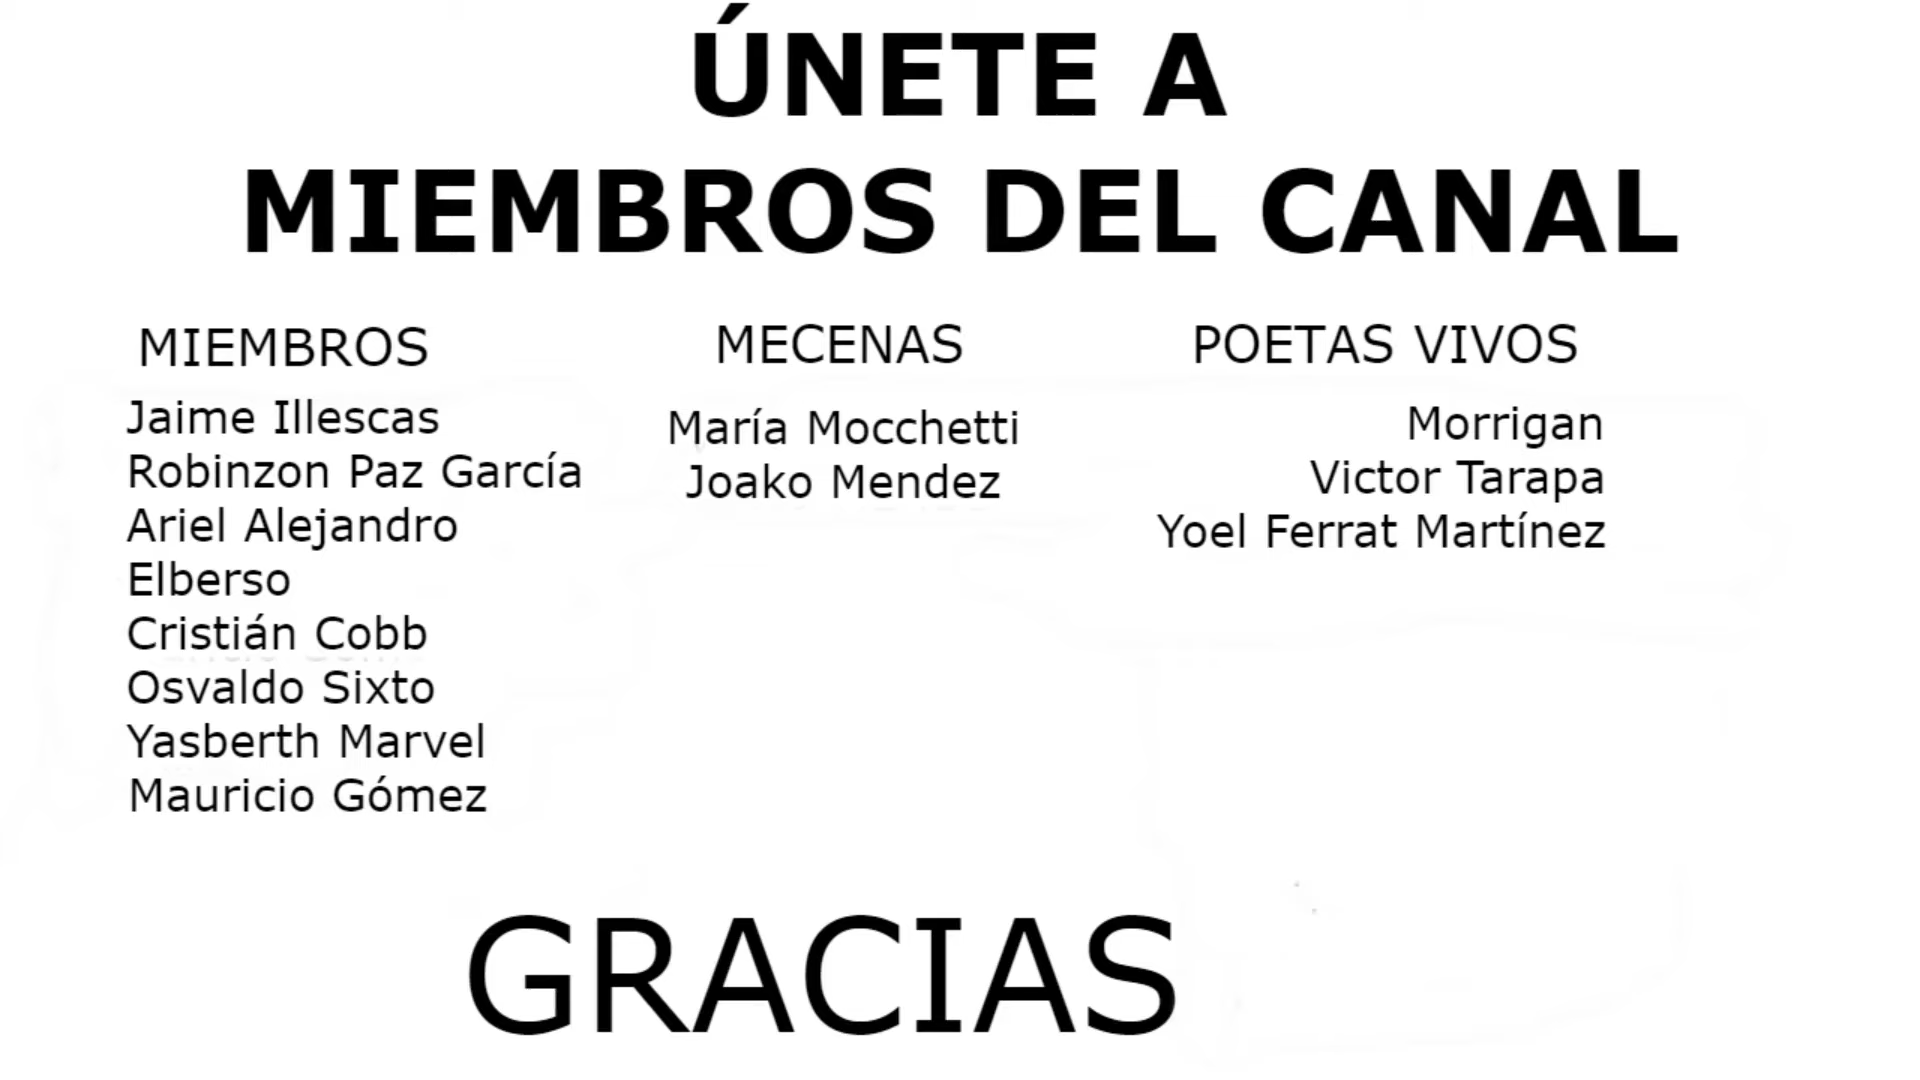 ÚNETE A
MIEMBROS DEL CANAL
MIEMBROS
Jaime Illescas
Robinzon Paz García
Ariel Alejandro
Elberso
Cristián Cobb
Osvaldo Sixto
Yasberth Marvel
Mauricio Gómez
MECENAS
María Mocchetti
Joako Mendez
POETAS VIVOS
Morrigan
Victor Tarapa
Yoel Ferrat Martínez
GRACIAS